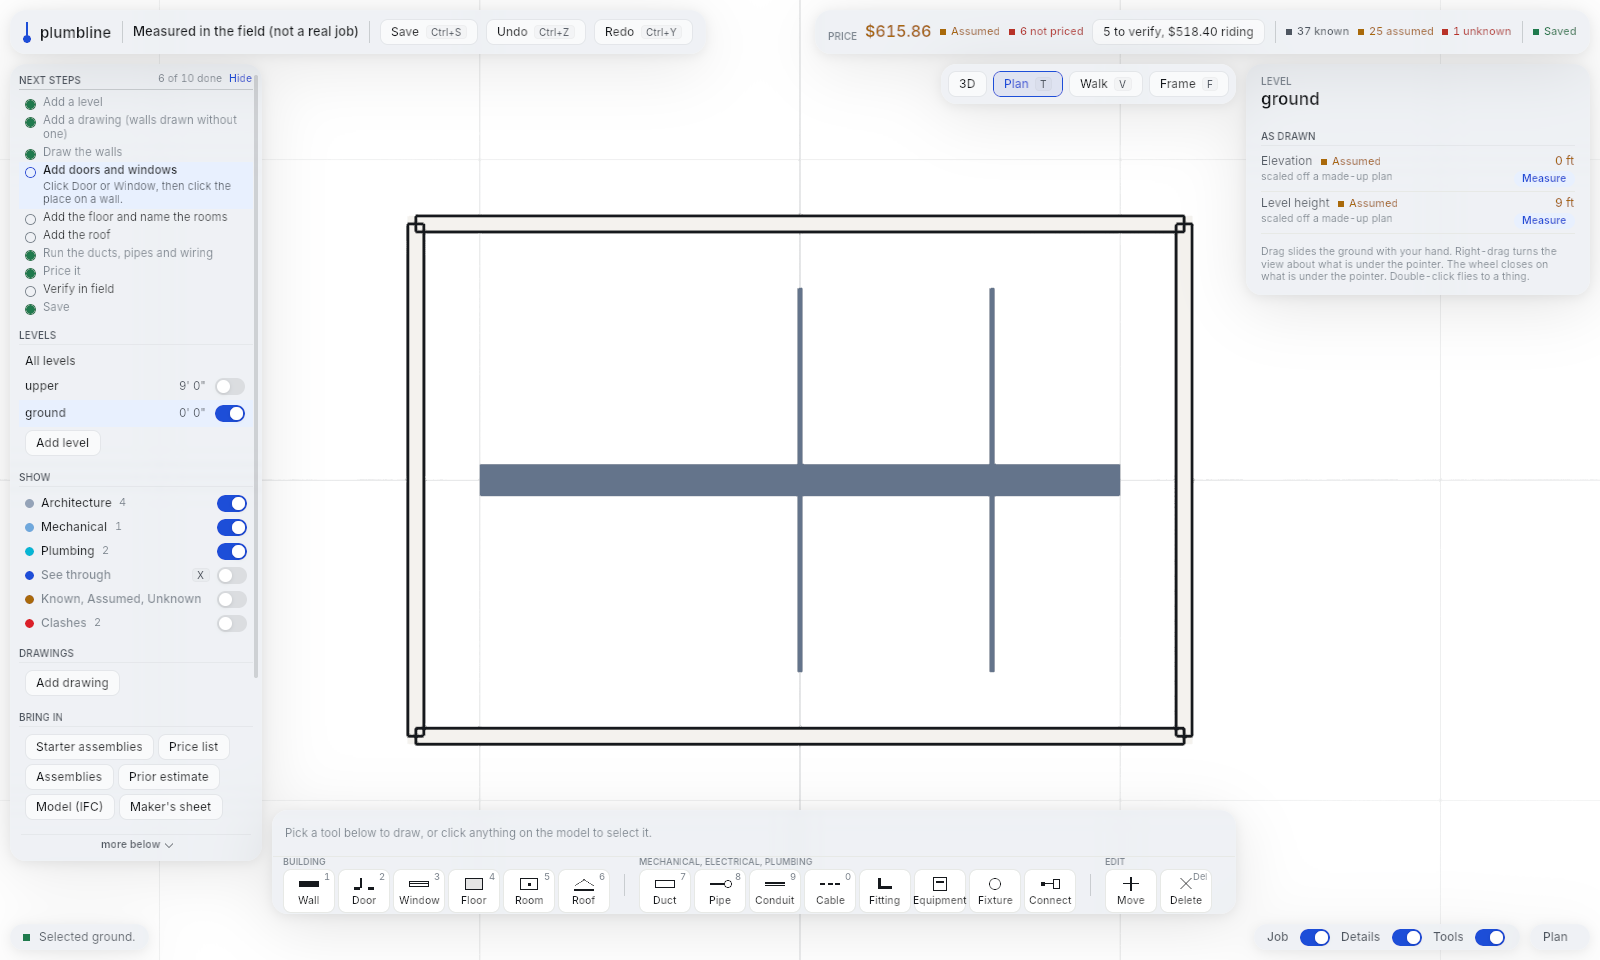 plumbline
Measured in the field (not a real job)
Save Ctrl+S
Undo Ctrl+Z
Redo Ctrl+Y
PRICE $615.86 Assumed 6 not priced
5 to verify, $518.40 riding
37 known 25 assumed 1 unknown
Saved
3D
Plan T
Walk V
Frame F
NEXT STEPS 6 of 10 done Hide
Add a level
Add a drawing (walls drawn without
one)
Draw the walls
Add doors and windows
Click Door or Window, then click the
place on a wall.
Add the floor and name the rooms
Add the roof
Run the ducts, pipes and wiring
Price it
Verify in field
Save
LEVELS
All levels
upper 9' 0"
ground 0' 0"
Add level
SHOW
Architecture 4
Mechanical 1
Plumbing 2
See through X
Known, Assumed, Unknown
Clashes 2
DRAWINGS
Add drawing
BRING IN
Starter assemblies Price list
Assemblies Prior estimate
Model (IFC) Maker's sheet
more below
LEVEL
ground
AS DRAWN
Elevation Assumed 0 ft
scaled off a made-up plan Measure
Level height Assumed 9 ft
scaled off a made-up plan Measure
Drag slides the ground with your hand. Right-drag turns the
view about what is under the pointer. The wheel closes on
what is under the pointer. Double-click flies to a thing.
Pick a tool below to draw, or click anything on the model to select it.
BUILDING
1 Wall
2 Door
3 Window
4 Floor
5 Room
6 Roof
MECHANICAL, ELECTRICAL, PLUMBING
7 Duct
8 Pipe
9 Conduit
0 Cable
Fitting
Equipment
Fixture
Connect
EDIT
Move
Del Delete
Selected ground.
Job Details Tools
Plan